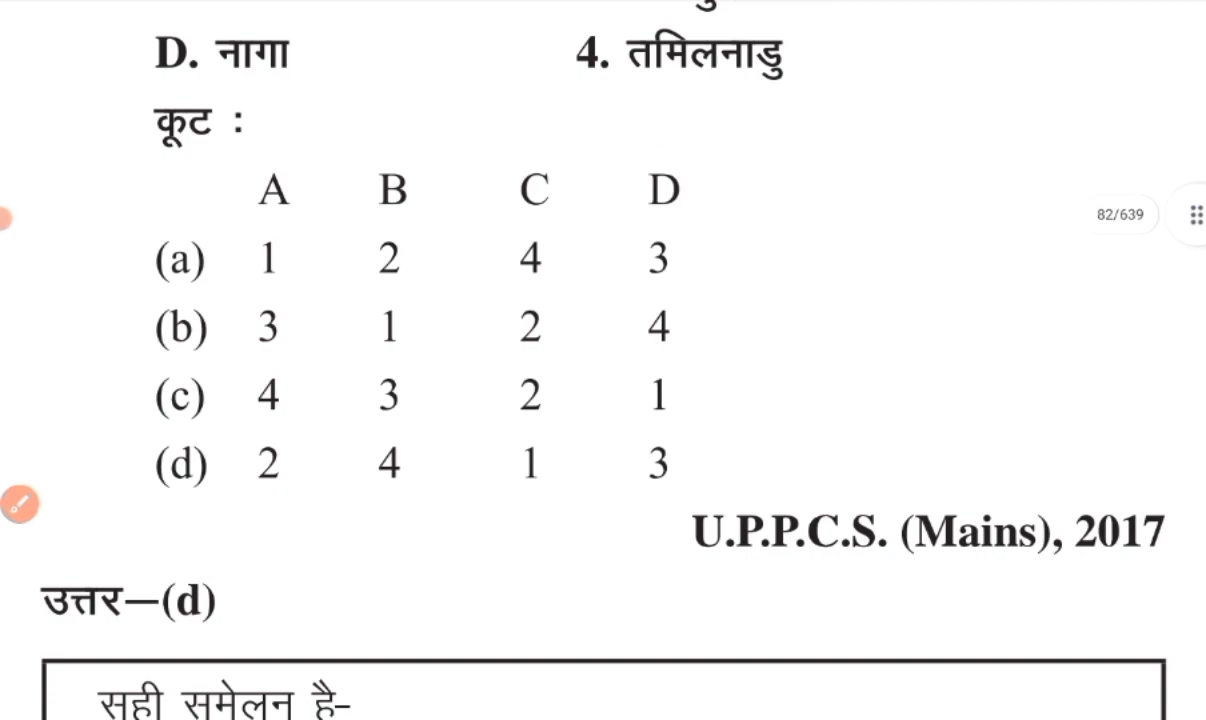 D. नागा 4. तमिलनाडु
कूट :
A B C D
82/639
(a) 1 2 4 3
(b) 3 1 2 4
(c) 4 3 2 1
(d) 2 4 1 3
U.P.P.C.S. (Mains), 2017
उत्तर—(d)
सही समेलन है-